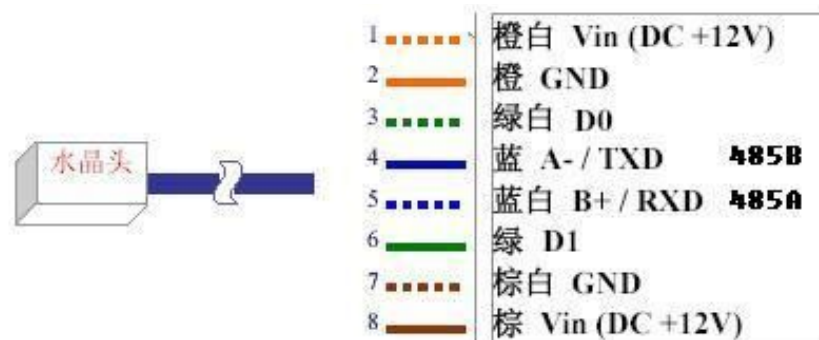 水晶头
1 橙白 Vin (DC +12V)
2 橙 GND
3 绿白 D0
4 蓝 A- / TXD 485B
5 蓝白 B+ / RXD 485A
6 绿 D1
7 棕白 GND
8 棕 Vin (DC +12V)